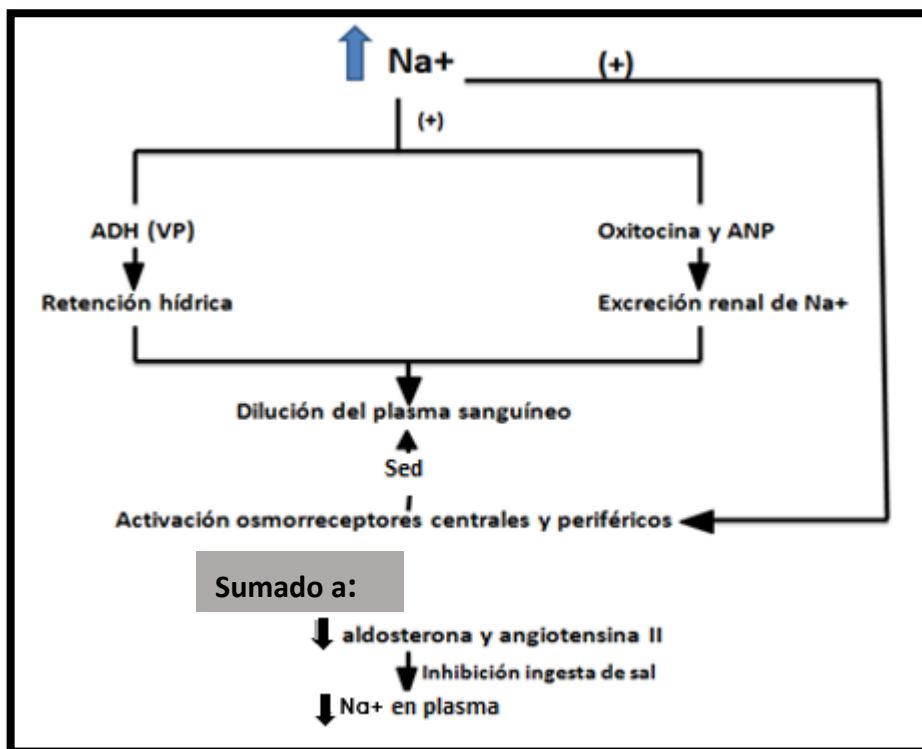 Na+ (+)
(+)
ADH (VP) Oxitocina y ANP
Retención hídrica Excreción renal de Na+
Dilución del plasma sanguíneo
Sed
Activación osmorreceptores centrales y periféricos
Sumado a:
aldosterona y angiotensina II
Inhibición ingesta de sal
Na+ en plasma